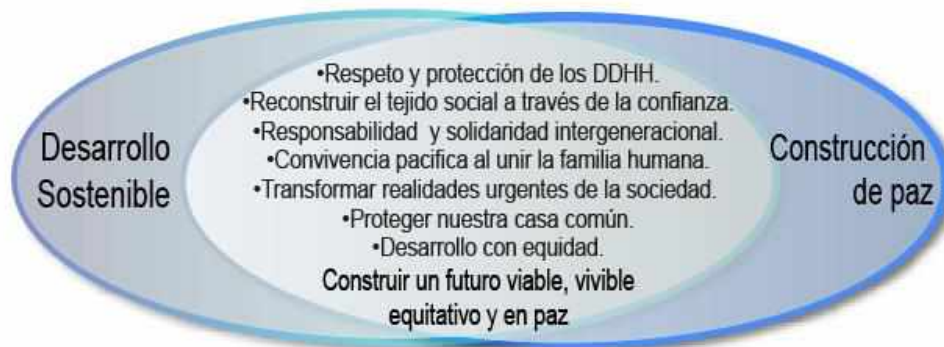 Desarrollo
Sostenible
•Respeto y protección de los DDHH.
•Reconstruir el tejido social a través de la confianza.
•Responsabilidad y solidaridad intergeneracional.
•Convivencia pacifica al unir la familia humana.
•Transformar realidades urgentes de la sociedad.
•Proteger nuestra casa común.
•Desarrollo con equidad.
Construir un futuro viable, vivible
equitativo y en paz
Construcción
de paz